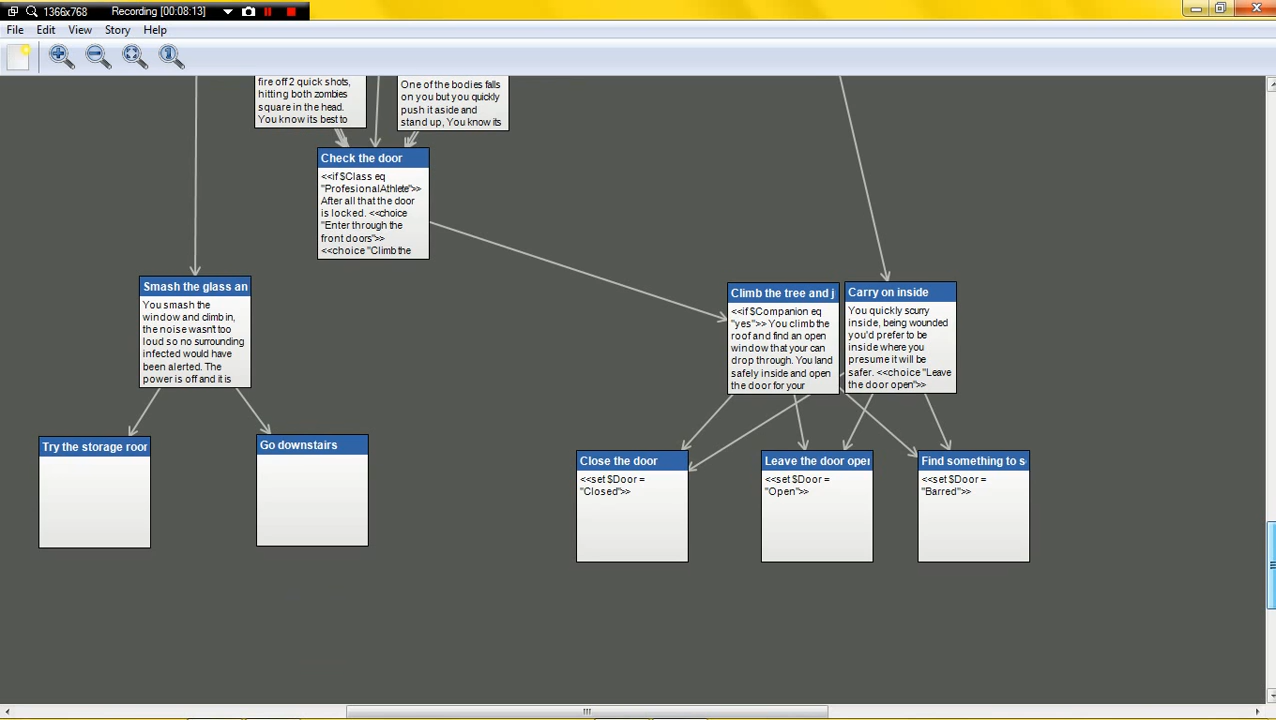 1366x768 Recording [00:08:13]
File Edit View Story Help
fire off 2 quick shots,
hitting both zombies
square in the head.
You know its best to
One of the bodies falls
on you but you quickly
push it aside and
stand up, You know its
Check the door
<<if $Class eq
"ProfesionalAthlete">>
After all that the door
is locked. <<choice
"Enter through the
front doors">>
<<choice "Climb the
Smash the glass an
You smash the
window and climb in,
the noise wasn't too
loud so no surrounding
infected would have
been alerted. The
power is off and it is
Climb the tree and j
<<if $Companion eq
"yes">> You climb the
roof and find an open
window that your can
drop through. You land
safely inside and open
the door for your
Carry on inside
You quickly scurry
inside, being wounded
you'd prefer to be
inside where you
presume it will be
safer. <<choice "Leave
the door open">>
Try the storage roor
Go downstairs
Close the door
<<set $Door =
"Closed">>
Leave the door oper
<<set $Door =
"Open">>
Find something to s
<<set $Door =
"Barred">>